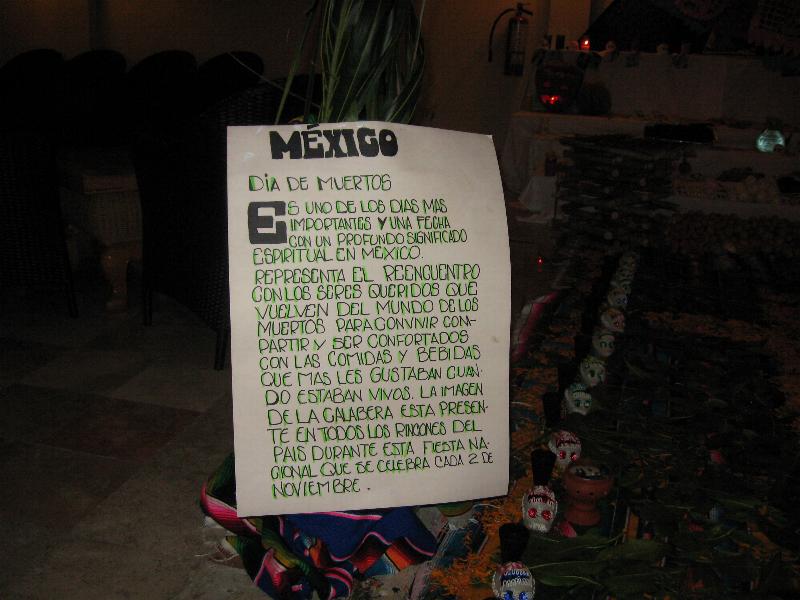 MÉXICO
DIA DE MUERTOS
ES UNO DE LOS DIAS MAS
IMPORTANTES Y UNA FECHA
CON UN PROFUNDO SIGNIFICADO
ESPIRITUAL EN MÉXICO.
REPRESENTA EL REENCUENTRO
CON LOS SERES QUERIDOS QUE
VUELVEN DEL MUNDO DE LOS
MUERTOS PARA CONVIVIR COM-
PARTIR Y SER CONFORTADOS
CON LAS COMIDAS Y BEBIDAS
QUE MAS LES GUSTABAN CUAN-
DO ESTABAN VIVOS. LA IMAGEN
DE LA CALABERA ESTA PRESEN-
TE EN TODOS LOS RINCONES DEL
PAIS DURANTE ESTA FIESTA NA-
CIONAL QUE SE CELEBRA CADA 2 DE
NOVIEMBRE.